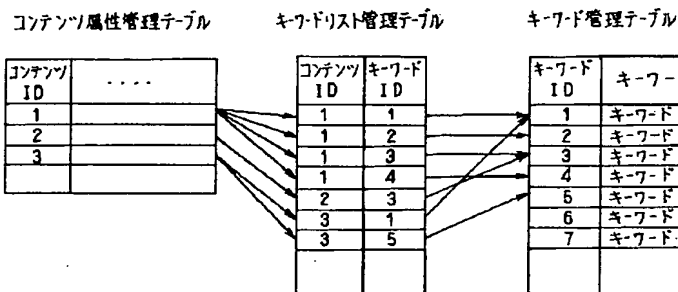 コンテンツ属性管理テーブル
コンテンツ ID
....
1
2
3
キーワードリスト管理テーブル
コンテンツ ID キーワード ID
1 1
1 2
1 3
1 4
2 3
3 1
3 5
キーワード管理テーブル
キーワード ID キーワー
1 キーワード
2 キーワード
3 キーワード
4 キーワード
5 キーワード
6 キーワード
7 キーワード